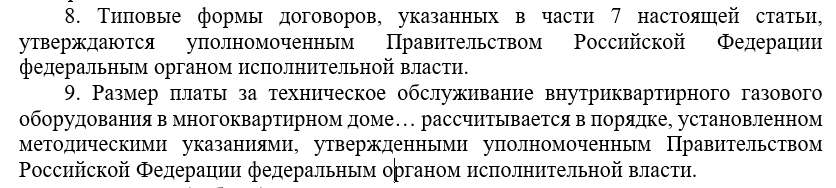 8. Типовые формы договоров, указанных в части 7 настоящей статьи,
утверждаются уполномоченным Правительством Российской Федерации
федеральным органом исполнительной власти.
9. Размер платы за техническое обслуживание внутриквартирного газового
оборудования в многоквартирном доме… рассчитывается в порядке, установленном
методическими указаниями, утвержденными уполномоченным Правительством
Российской Федерации федеральным органом исполнительной власти.